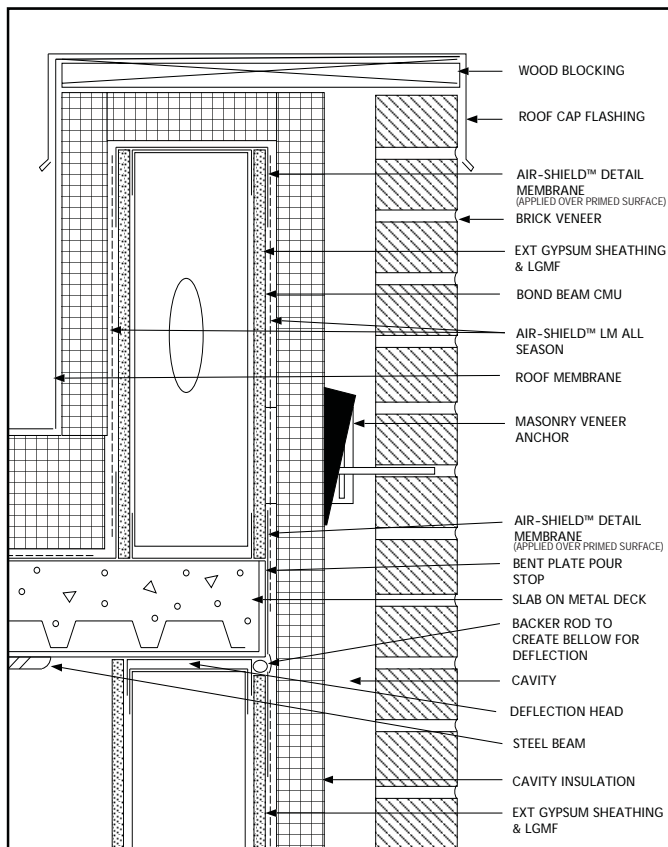 WOOD BLOCKING
ROOF CAP FLASHING
AIR-SHIELD™ DETAIL
MEMBRANE
(APPLIED OVER PRIMED SURFACE)
BRICK VENEER
EXT GYPSUM SHEATHING
& LGMF
BOND BEAM CMU
AIR-SHIELD™ LM ALL
SEASON
ROOF MEMBRANE
MASONRY VENEER
ANCHOR
AIR-SHIELD™ DETAIL
MEMBRANE
(APPLIED OVER PRIMED SURFACE)
BENT PLATE POUR
STOP
SLAB ON METAL DECK
BACKER ROD TO
CREATE BELLOW FOR
DEFLECTION
CAVITY
DEFLECTION HEAD
STEEL BEAM
CAVITY INSULATION
EXT GYPSUM SHEATHING
& LGMF